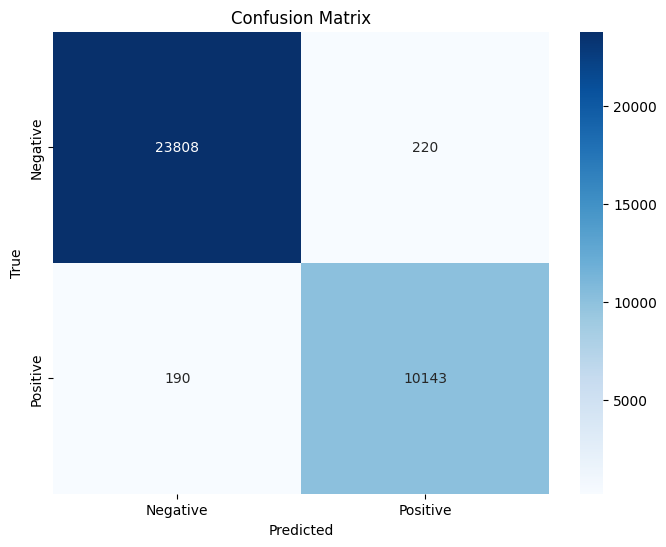 Confusion Matrix
Negative
23808
220
20000
15000
True
10000
Positive
190
10143
5000
Negative
Positive
Predicted